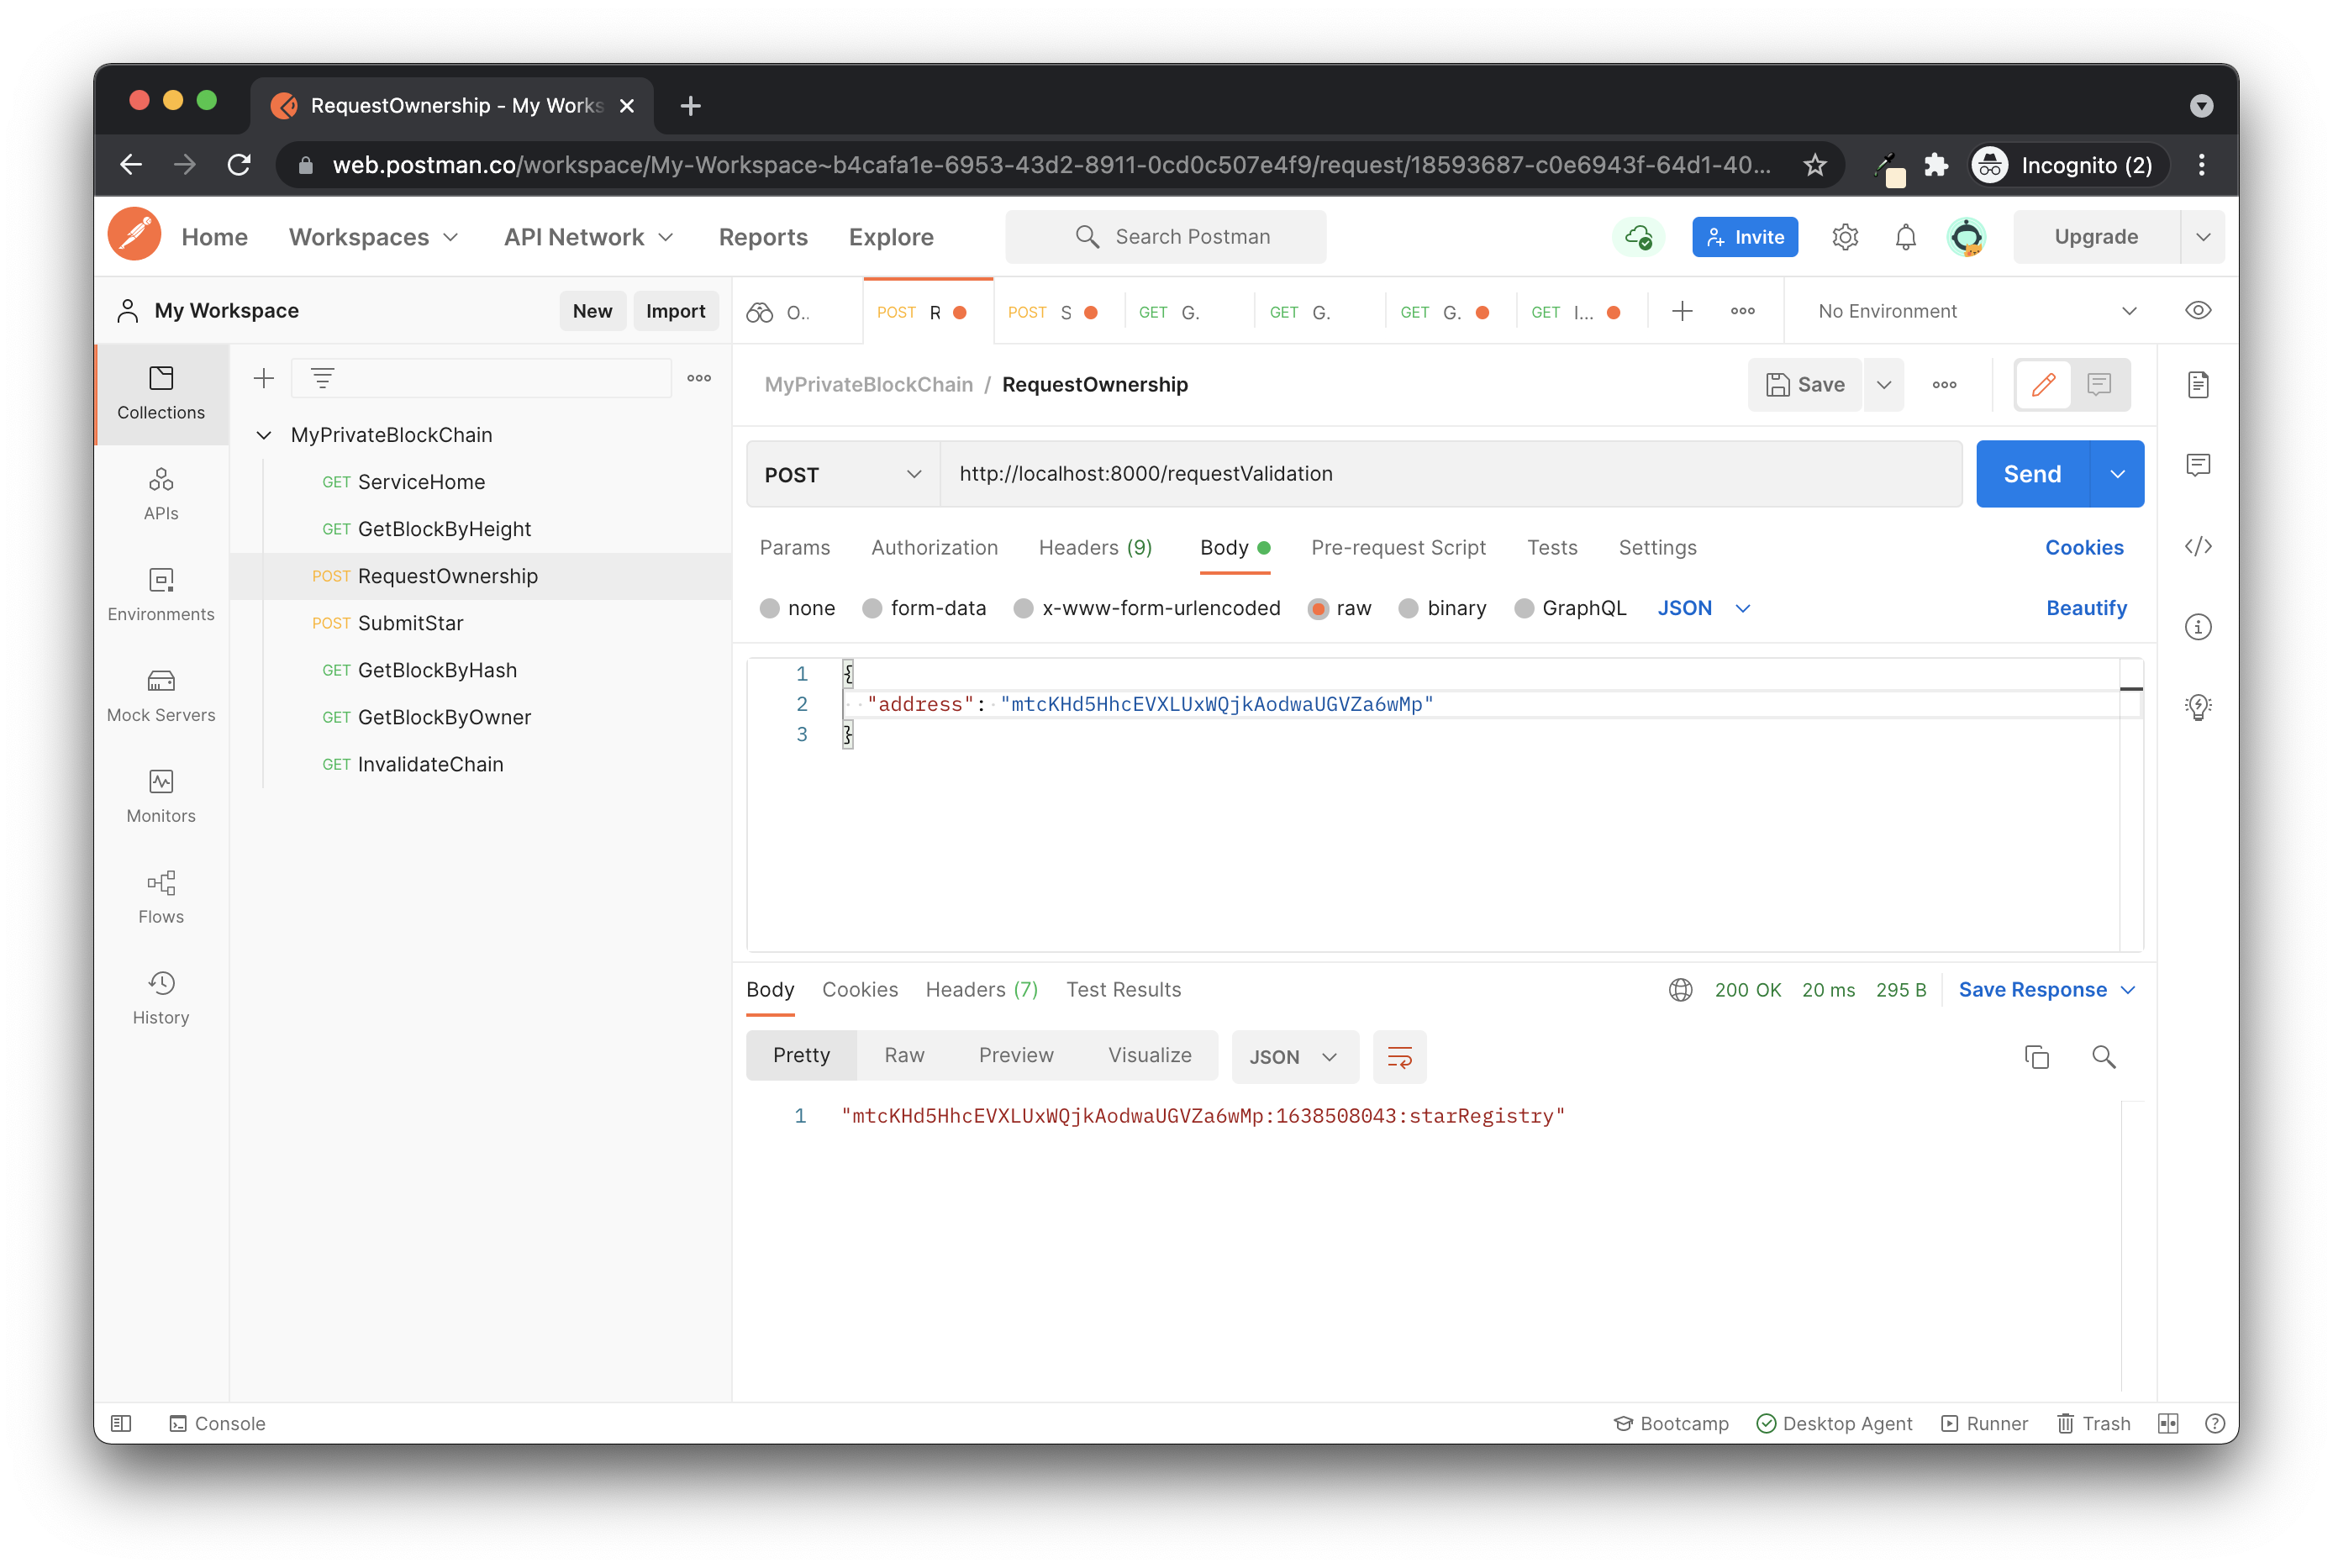 RequestOwnership - My Works
web.postman.co/workspace/My-Workspace~b4cafa1e-6953-43d2-8911-0cd0c507e4f9/request/18593687-c0e6943f-64d1-40...
Incognito (2)
Home Workspaces API Network Reports Explore Search Postman Invite Upgrade
My Workspace New Import O.. POST R POST S GET G. GET G. GET G. GET I... No Environment
Collections
APIs
Environments
Mock Servers
Monitors
Flows
History
MyPrivateBlockChain
GET ServiceHome
GET GetBlockByHeight
POST RequestOwnership
POST SubmitStar
GET GetBlockByHash
GET GetBlockByOwner
GET InvalidateChain
MyPrivateBlockChain / RequestOwnership Save
POST http://localhost:8000/requestValidation Send
Params Authorization Headers (9) Body Pre-request Script Tests Settings Cookies
none form-data x-www-form-urlencoded raw binary GraphQL JSON Beautify
1 {
2 "address": "mtcKHd5HhcEVXLUxWQjkAodwaUGVZa6wMp"
3 }
Body Cookies Headers (7) Test Results 200 OK 20 ms 295 B Save Response
Pretty Raw Preview Visualize JSON
1 "mtcKHd5HhcEVXLUxWQjkAodwaUGVZa6wMp:1638508043:starRegistry"
Console Bootcamp Desktop Agent Runner Trash